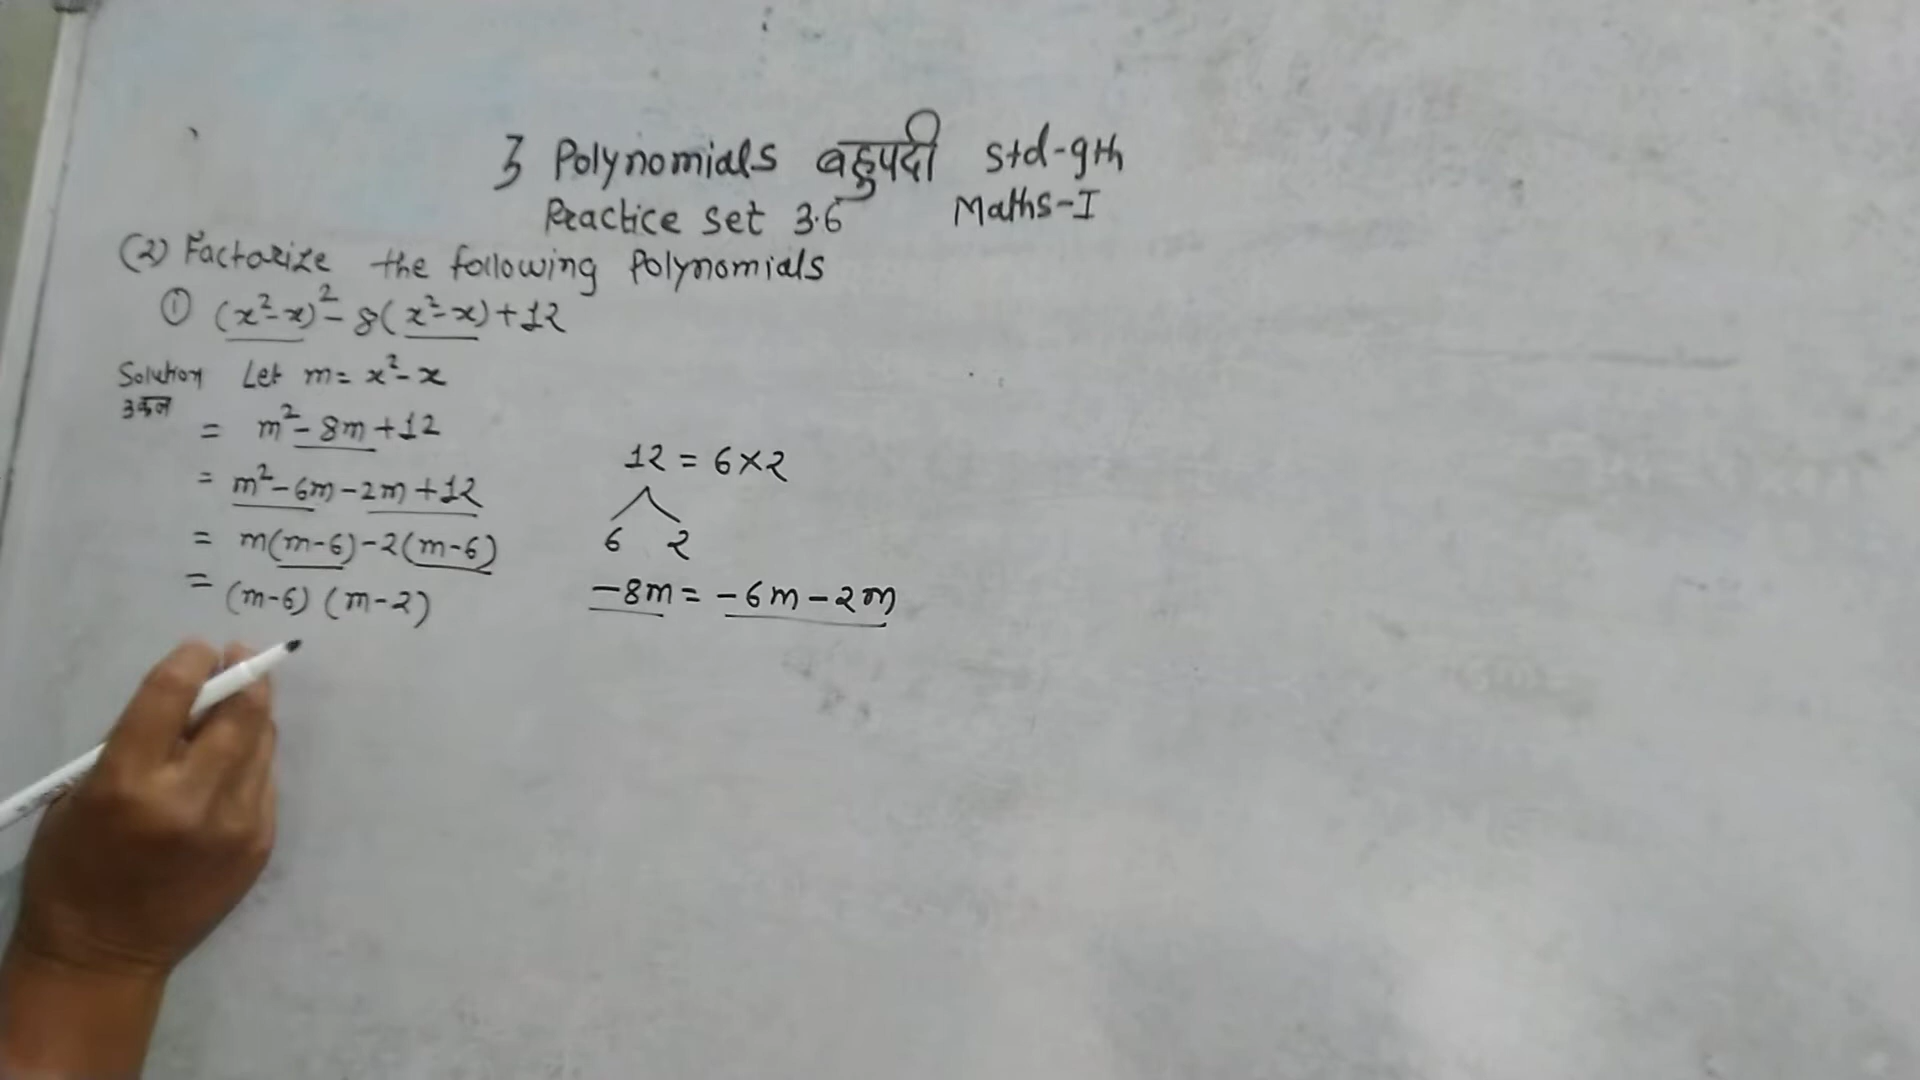 3 Polynomials बहुपदी std-9th
Practice set 3.6 Maths-I
(2) Factorize the following Polynomials
① (x²-x)² - 8(x²-x)+12
Solution Let m = x²-x
उकल
= m² - 8m + 12
= m² - 6m - 2m + 12
= m(m-6) - 2(m-6)
= (m-6) (m-2)
12 = 6×2
6 2
-8m = -6m - 2m